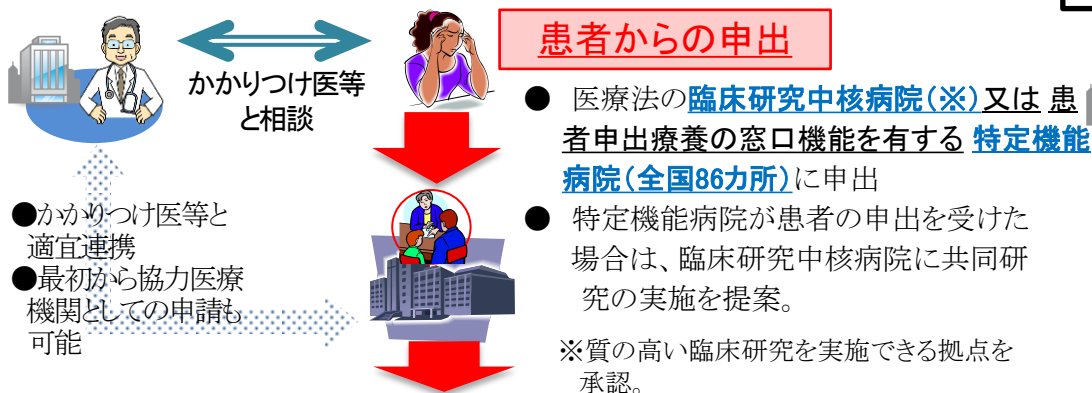 かかりつけ医等
と相談
患者からの申出
● 医療法の臨床研究中核病院(※)又は 患
者申出療養の窓口機能を有する 特定機能
病院(全国86カ所)に申出
● 特定機能病院が患者の申出を受けた
場合は、臨床研究中核病院に共同研
究の実施を提案。
※質の高い臨床研究を実施できる拠点を
承認。
●かかりつけ医等と
適宜連携
●最初から協力医療
機関としての申請も
可能